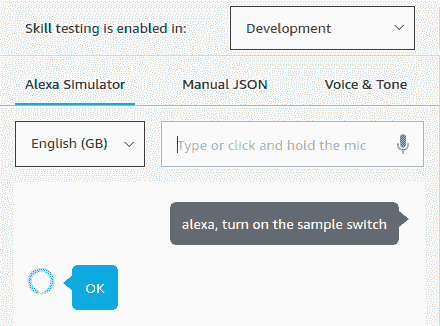 Skill testing is enabled in: Development
Alexa Simulator Manual JSON Voice & Tone
English (GB) Type or click and hold the mic
alexa, turn on the sample switch
OK